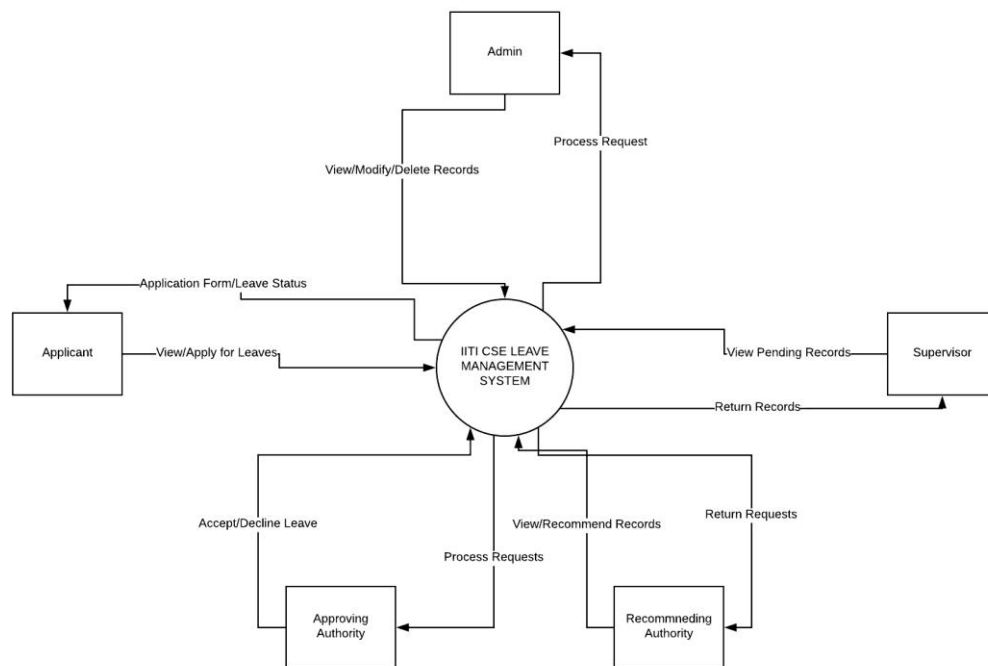 Admin
Process Request
View/Modify/Delete Records
Application Form/Leave Status
Applicant
View/Apply for Leaves
IITI CSE LEAVE
MANAGEMENT
SYSTEM
View Pending Records
Supervisor
Return Records
Accept/Decline Leave
View/Recommend Records
Return Requests
Process Requests
Approving
Authority
Recommneding
Authority